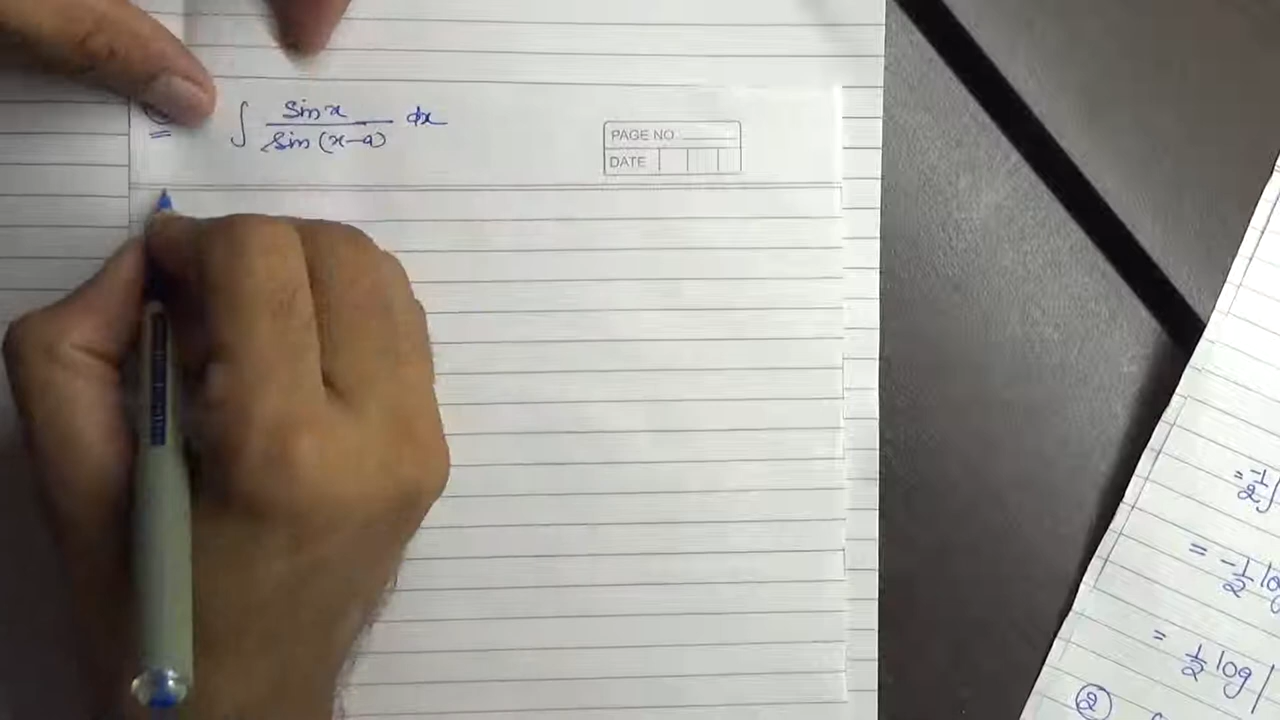 ∫ sin x / sin (x-a) dx
PAGE NO
DATE
= -1/2 ∫
= -1/2 log
= 1/2 log |
②